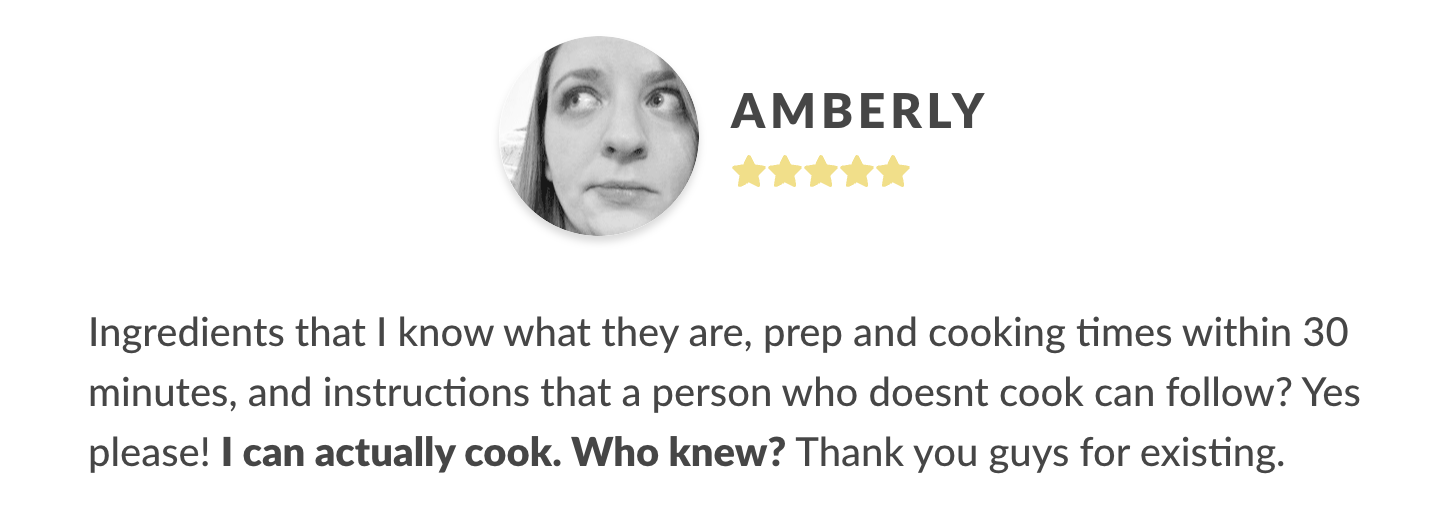 AMBERLY
Ingredients that I know what they are, prep and cooking times within 30
minutes, and instructions that a person who doesnt cook can follow? Yes
please! I can actually cook. Who knew? Thank you guys for existing.